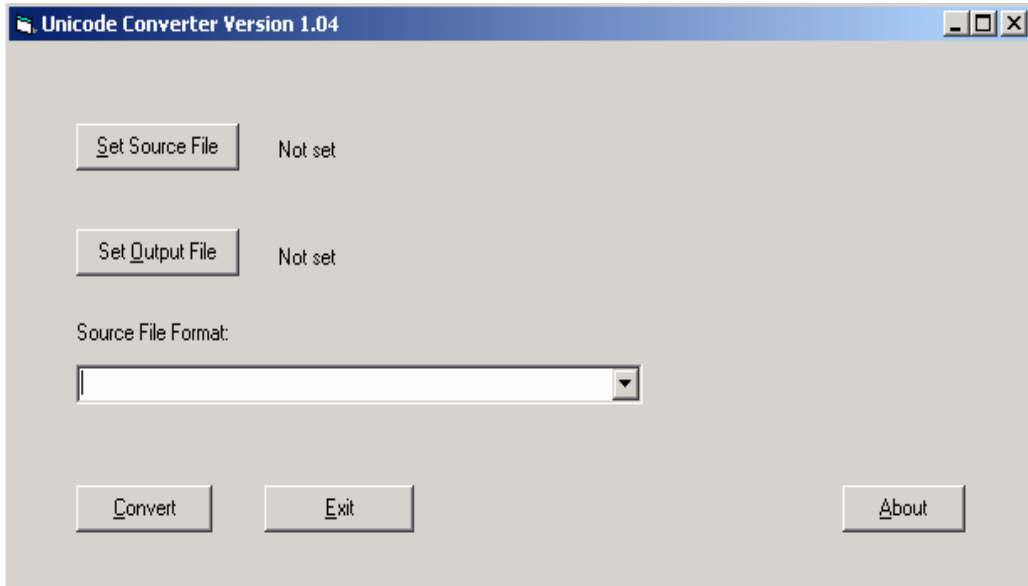 Unicode Converter Version 1.04
Set Source File
Not set
Set Output File
Not set
Source File Format:
Convert
Exit
About